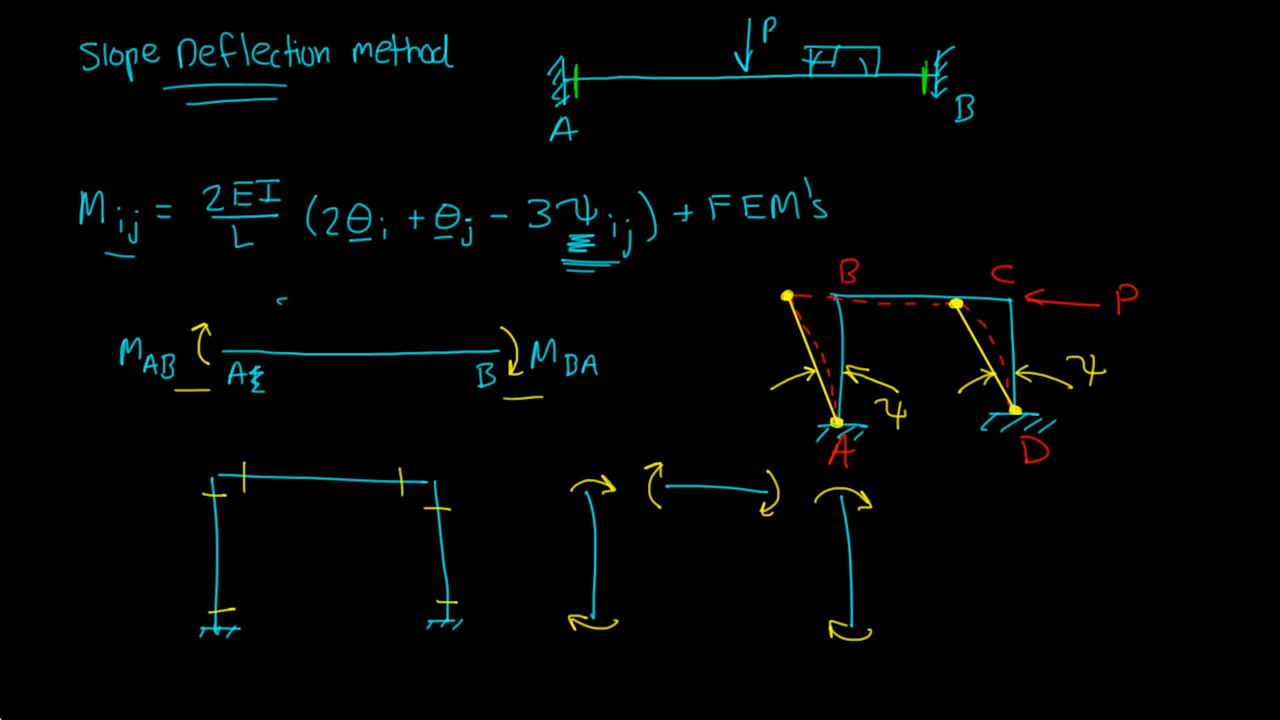 Slope Deflection method
P
A
B
Mij = 2EI/L (2θi + θj - 3Ψij) + FEM's
B
C
P
MAB
A
B
MBA
Ψ
Ψ
A
D